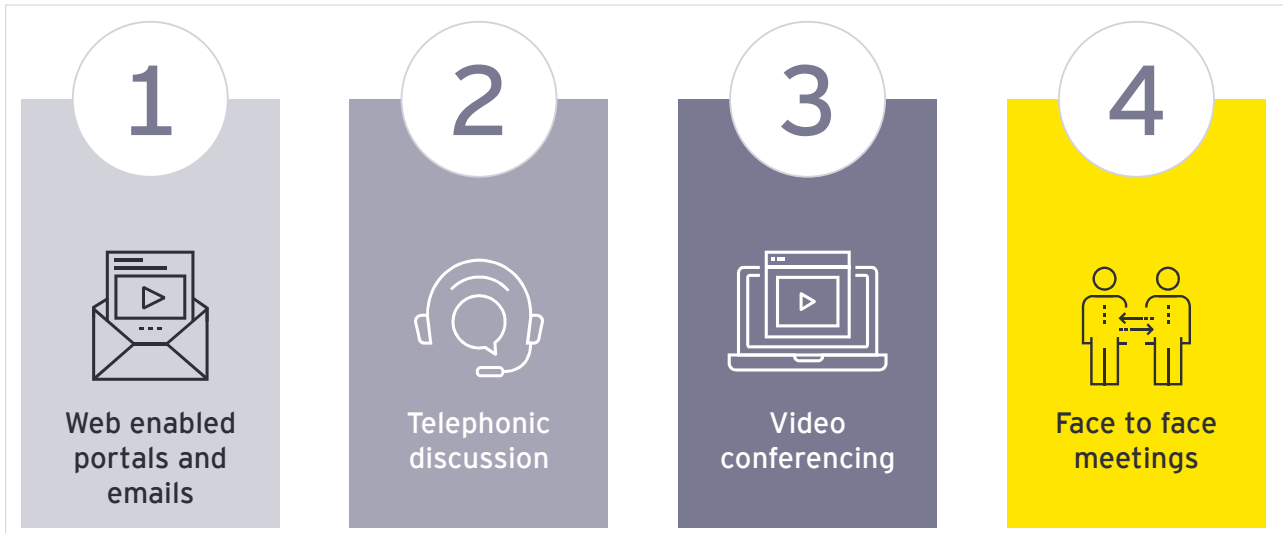 1
Web enabled
portals and
emails
2
Telephonic
discussion
3
Video
conferencing
4
Face to face
meetings